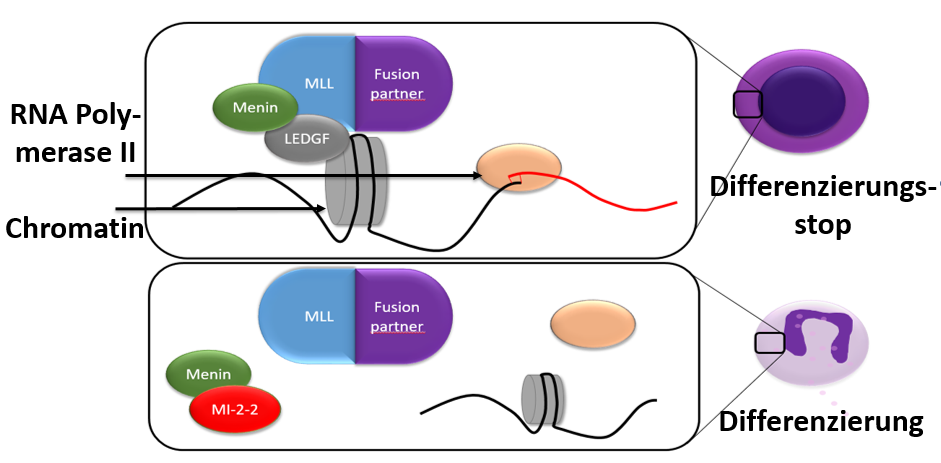 MLL
Fusion
partner
Menin
LEDGF
RNA Poly-
merase II
Chromatin
Differenzierungs-
stop
MLL
Fusion
partner
Menin
MI-2-2
Differenzierung